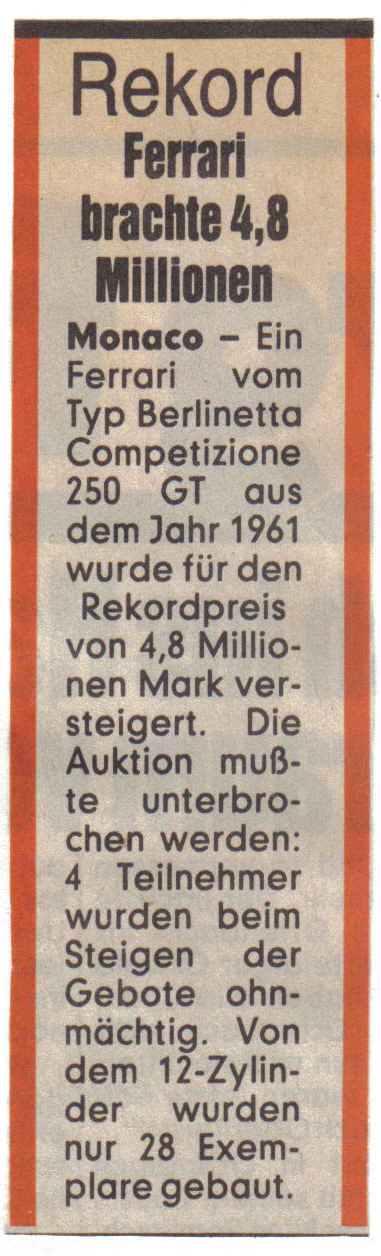 Rekord
Ferrari
brachte 4,8
Millionen
Monaco – Ein
Ferrari vom
Typ Berlinetta
Competizione
250 GT aus
dem Jahr 1961
wurde für den
Rekordpreis
von 4,8 Millio-
nen Mark ver-
steigert. Die
Auktion muß-
te unterbro-
chen werden:
4 Teilnehmer
wurden beim
Steigen der
Gebote ohn-
mächtig. Von
dem 12-Zylin-
der wurden
nur 28 Exem-
plare gebaut.